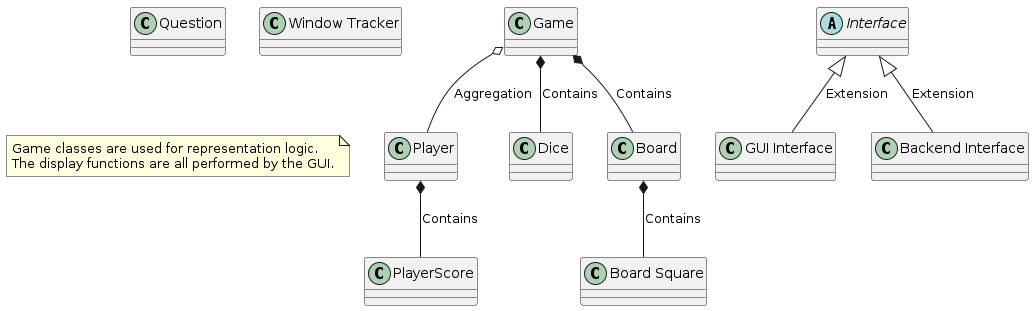 C Question
C Window Tracker
C Game
A Interface
Aggregation
Contains
Contains
Extension
Extension
Game classes are used for representation logic.
The display functions are all performed by the GUI.
C Player
C Dice
C Board
C GUI Interface
C Backend Interface
Contains
Contains
C PlayerScore
C Board Square